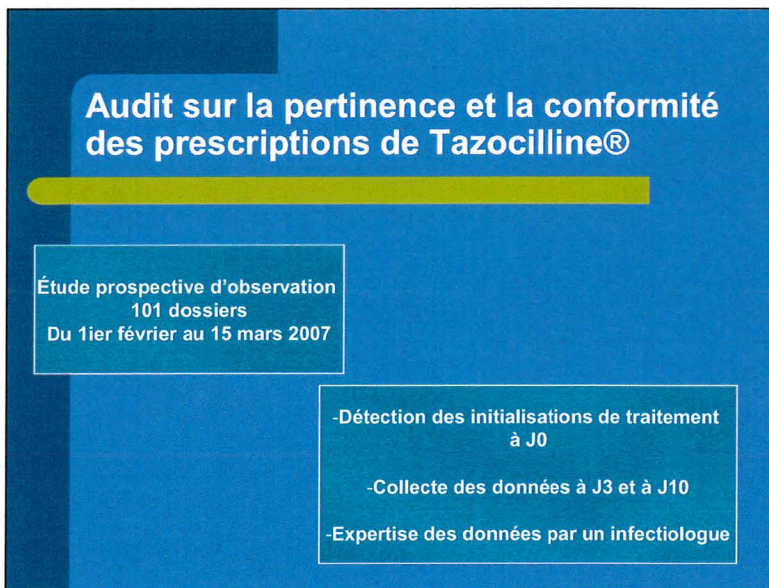 Audit sur la pertinence et la conformité
des prescriptions de Tazocilline®
Étude prospective d'observation
101 dossiers
Du 1ier février au 15 mars 2007
-Détection des initialisations de traitement
à J0
-Collecte des données à J3 et à J10
-Expertise des données par un infectiologue